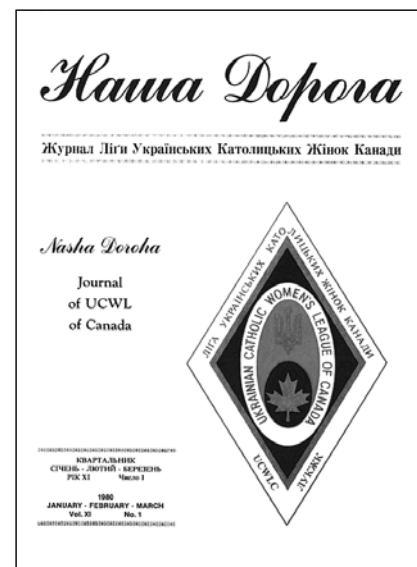 Наша Дорога
Журнал Ліґи Українських Католицьких Жінок Канади
Nasha Doroha
Journal
of UCWL
of Canada
ЛІГА УКРАЇНСЬКИХ КАТОЛИЦЬКИХ ЖІНОК КАНАДИ
UKRAINIAN CATHOLIC WOMEN'S LEAGUE OF CANADA
UCWLC
ЛУКЖК
КВАРТАЛЬНИК
СІЧЕНЬ - ЛЮТИЙ - БЕРЕЗЕНЬ
РІК XI Число 1
1980
JANUARY - FEBRUARY - MARCH
Vol. XI No. 1